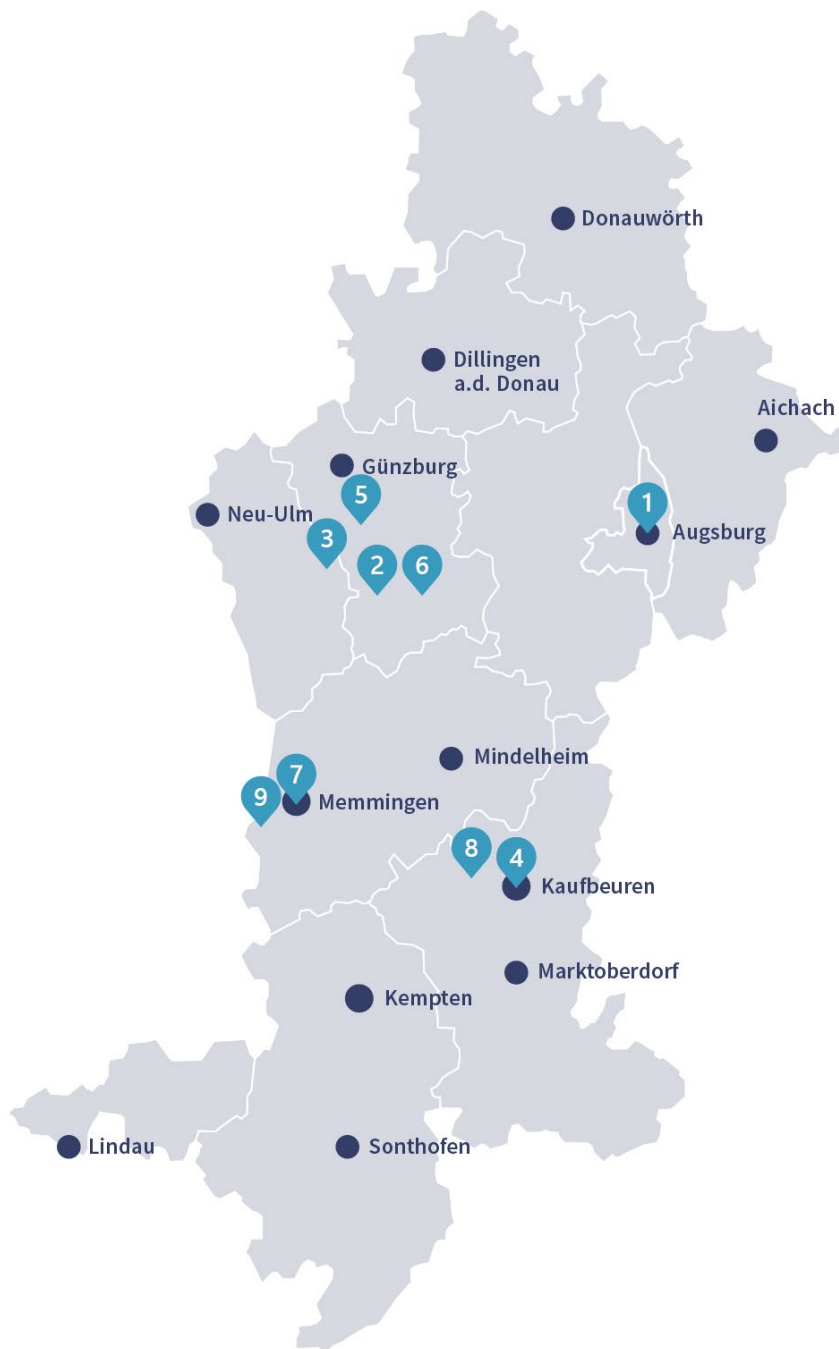 Donauwörth
Dillingen
a.d. Donau
Aichach
Günzburg
5
Neu-Ulm
1
Augsburg
3
2
6
Mindelheim
7
9
Memmingen
8
4
Kaufbeuren
Marktoberdorf
Kempten
Lindau
Sonthofen